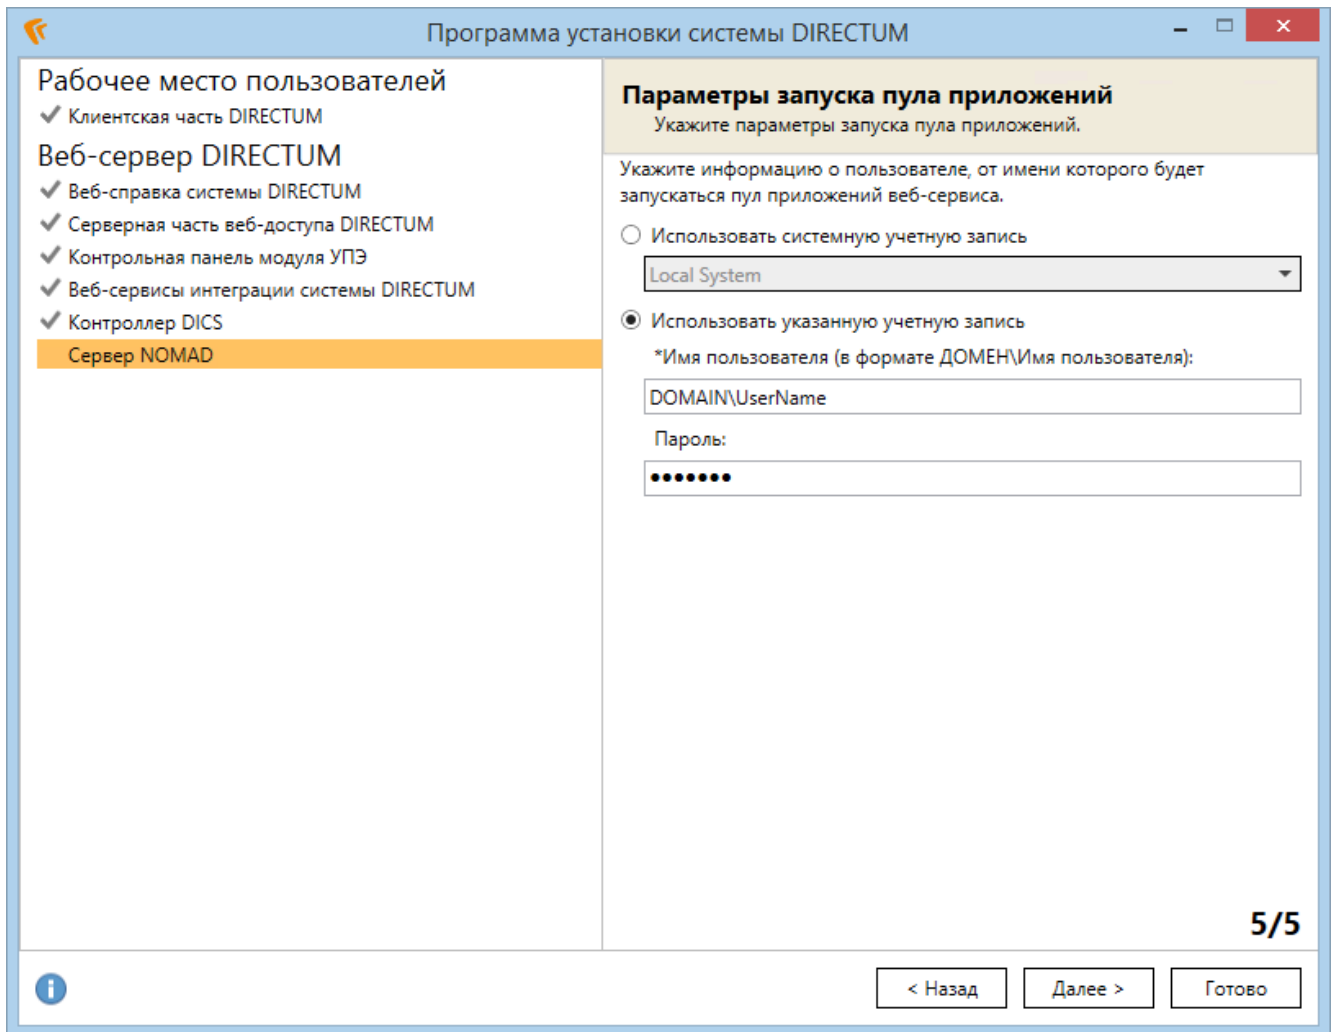 Программа установки системы DIRECTUM
Рабочее место пользователей
Клиентская часть DIRECTUM
Веб-сервер DIRECTUM
Веб-справка системы DIRECTUM
Серверная часть веб-доступа DIRECTUM
Контрольная панель модуля УПЭ
Веб-сервисы интеграции системы DIRECTUM
Контроллер DICS
Сервер NOMAD
Параметры запуска пула приложений
Укажите параметры запуска пула приложений.
Укажите информацию о пользователе, от имени которого будет
запускаться пул приложений веб-сервиса.
Использовать системную учетную запись
Local System
Использовать указанную учетную запись
*Имя пользователя (в формате ДОМЕН\Имя пользователя):
DOMAIN\UserName
Пароль:
•••••••
5/5
< Назад
Далее >
Готово